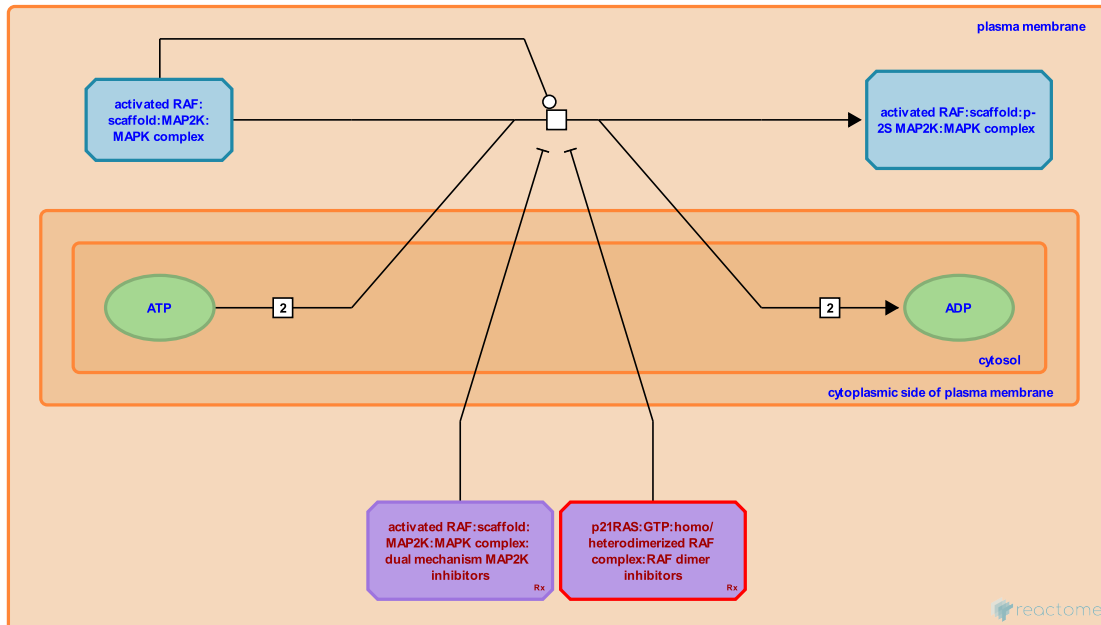 plasma membrane
activated RAF:
scaffold:MAP2K:
MAPK complex
activated RAF:scaffold:p-
2S MAP2K:MAPK complex
ATP
2
2
ADP
cytosol
cytoplasmic side of plasma membrane
activated RAF:scaffold:
MAP2K:MAPK complex:
dual mechanism MAP2K
inhibitors
Rx
p21RAS:GTP:homo/
heterodimerized RAF
complex:RAF dimer
inhibitors
Rx
reactome